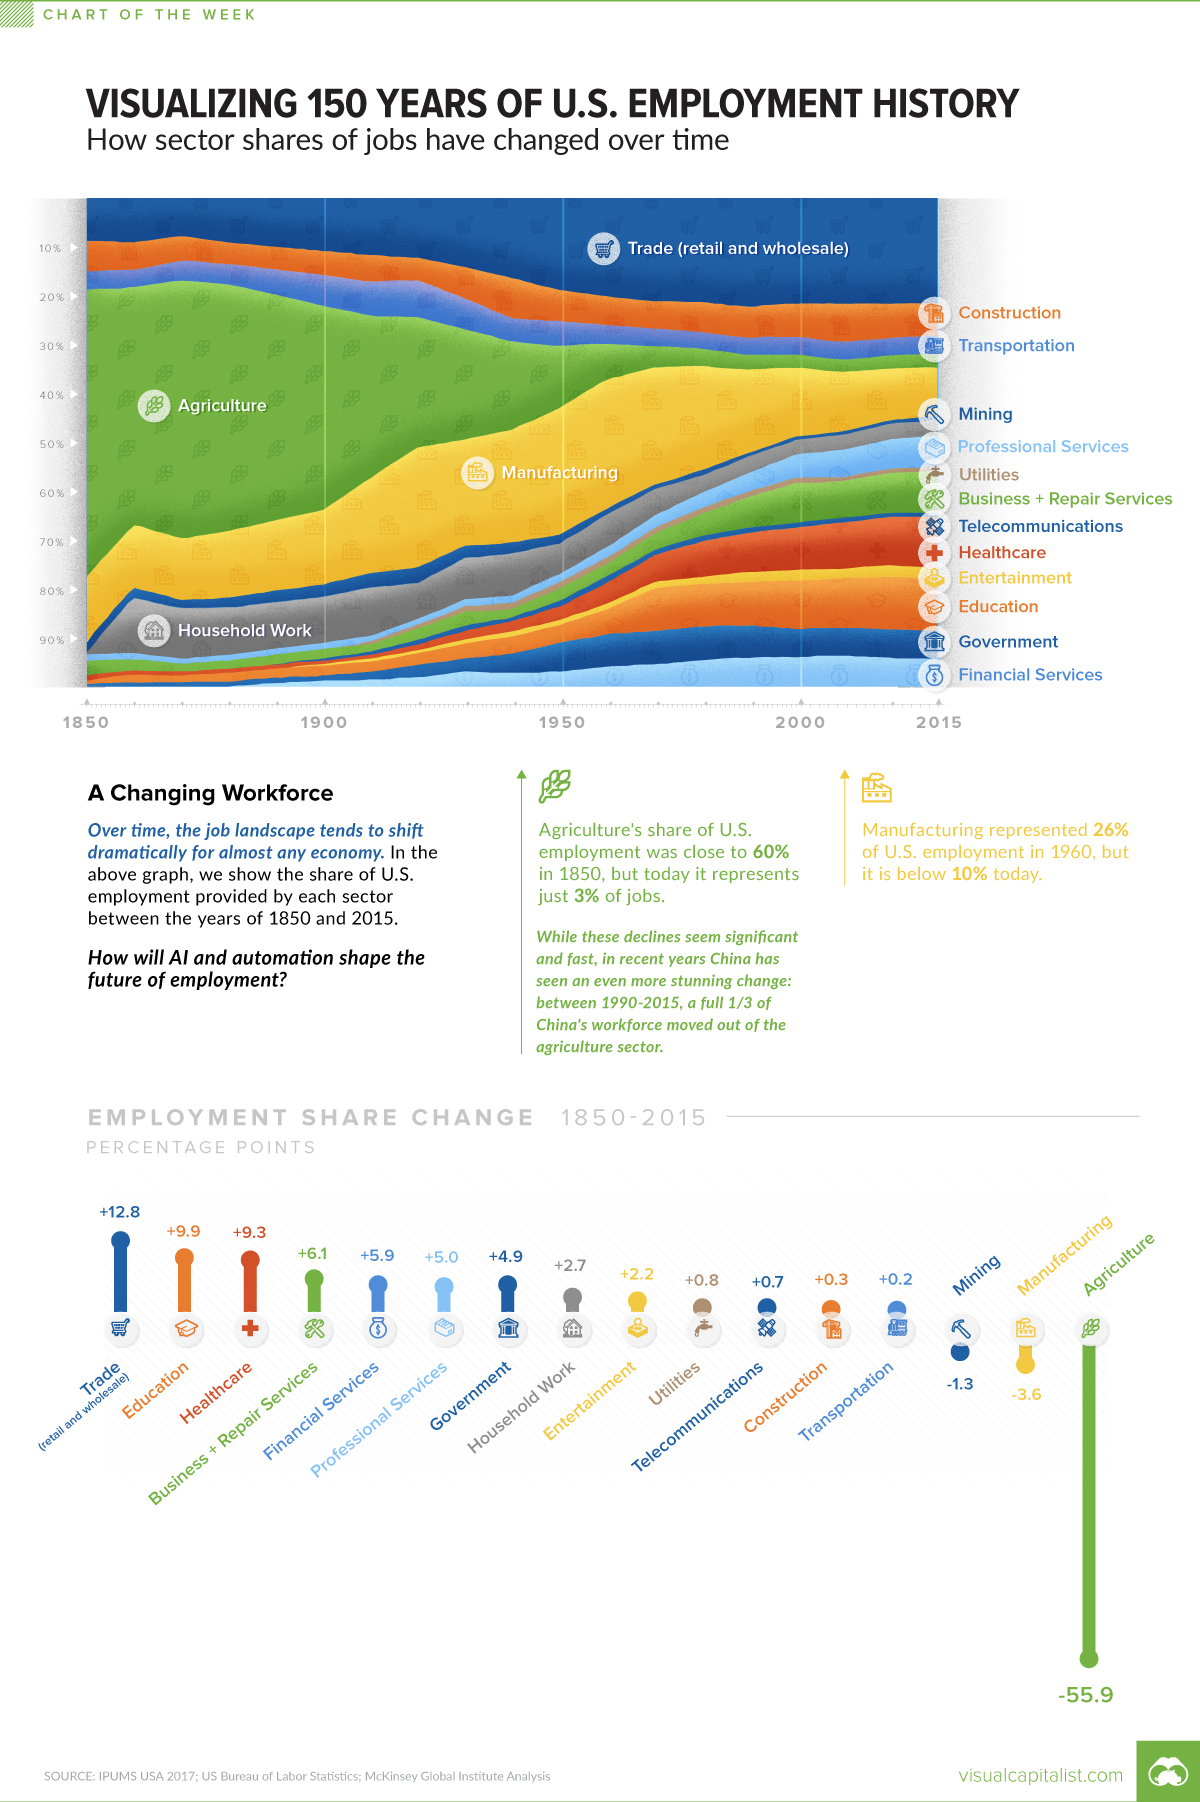 CHART OF THE WEEK
VISUALIZING 150 YEARS OF U.S. EMPLOYMENT HISTORY
How sector shares of jobs have changed over time
10%
20%
30%
40%
50%
60%
70%
80%
90%
Trade (retail and wholesale)
Agriculture
Manufacturing
Household Work
Construction
Transportation
Mining
Professional Services
Utilities
Business + Repair Services
Telecommunications
Healthcare
Entertainment
Education
Government
Financial Services
1850
1900
1950
2000
2015
A Changing Workforce
Over time, the job landscape tends to shift
dramatically for almost any economy. In the
above graph, we show the share of U.S.
employment provided by each sector
between the years of 1850 and 2015.
How will AI and automation shape the
future of employment?
Agriculture's share of U.S.
employment was close to 60%
in 1850, but today it represents
just 3% of jobs.
While these declines seem significant
and fast, in recent years China has
seen an even more stunning change:
between 1990-2015, a full 1/3 of
China's workforce moved out of the
agriculture sector.
Manufacturing represented 26%
of U.S. employment in 1960, but
it is below 10% today.
EMPLOYMENT SHARE CHANGE 1850-2015
PERCENTAGE POINTS
+12.8
+9.9
+9.3
+6.1
+5.9
+5.0
+4.9
+2.7
+2.2
+0.8
+0.7
+0.3
+0.2
Mining
Manufacturing
Agriculture
Trade
(retail and wholesale)
Education
Healthcare
Business + Repair Services
Financial Services
Professional Services
Government
Household Work
Entertainment
Utilities
Telecommunications
Construction
Transportation
-1.3
-3.6
-55.9
SOURCE: IPUMS USA 2017; US Bureau of Labor Statistics; McKinsey Global Institute Analysis
visualcapitalist.com